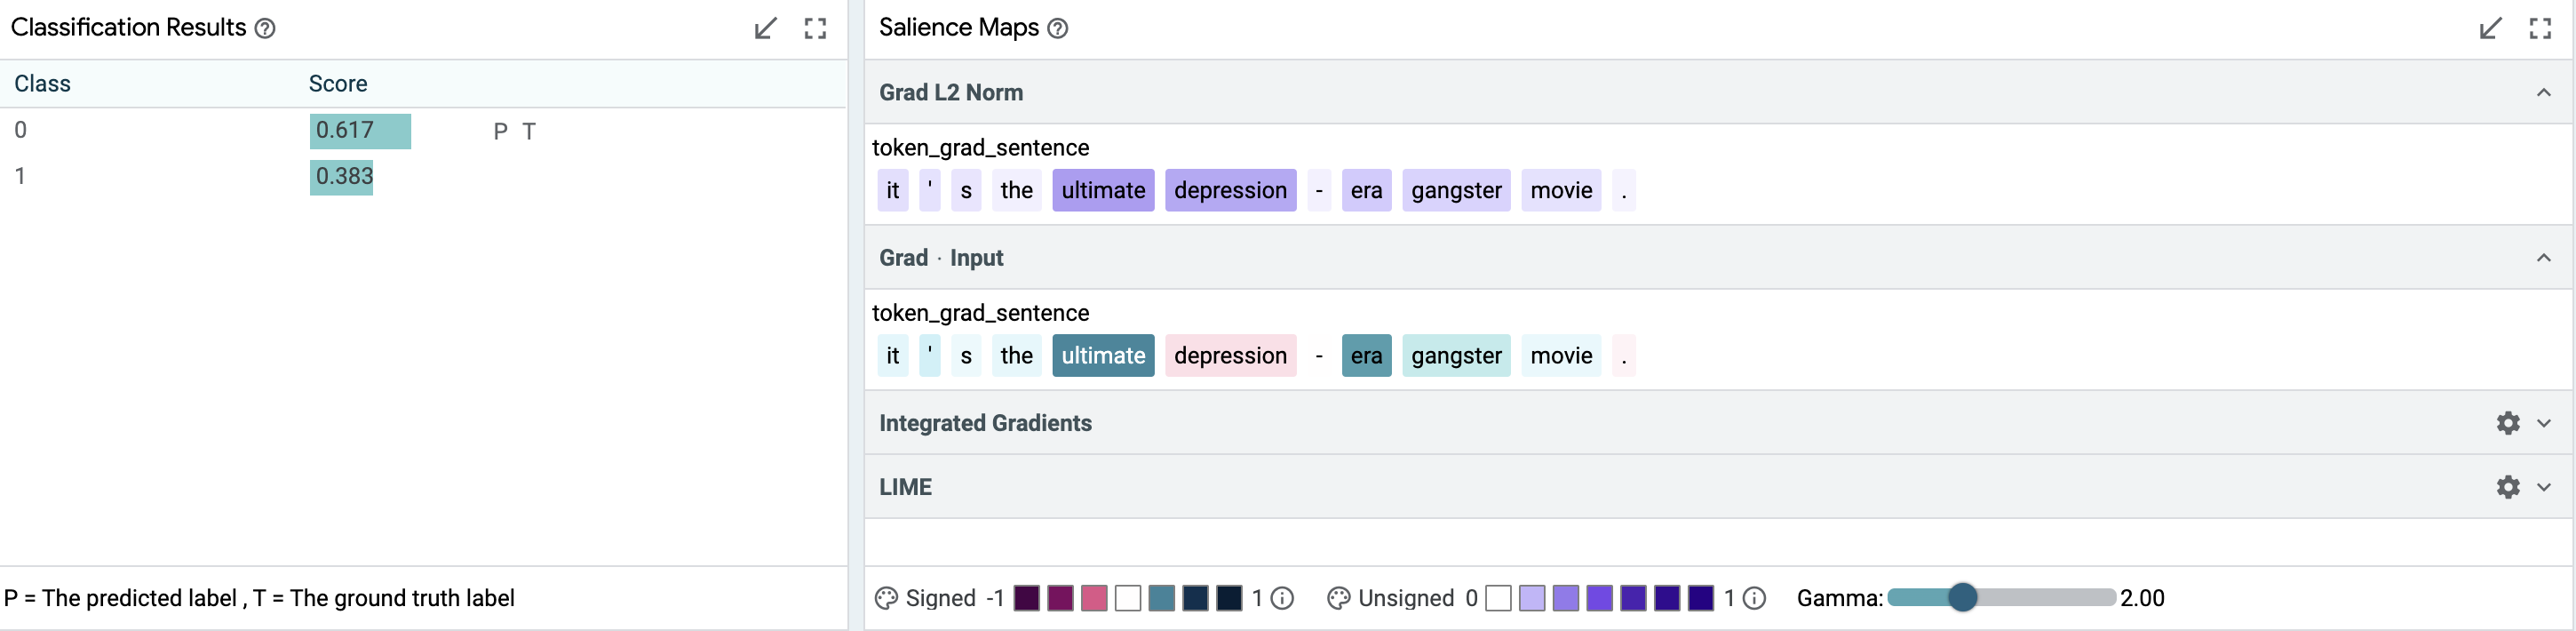 Classification Results
Class Score
0 0.617 P T
1 0.383
P = The predicted label , T = The ground truth label
Salience Maps
Grad L2 Norm
token_grad_sentence
it ' s the ultimate depression - era gangster movie .
Grad · Input
token_grad_sentence
it ' s the ultimate depression - era gangster movie .
Integrated Gradients
LIME
Signed -1 1 Unsigned 0 1 Gamma: 2.00